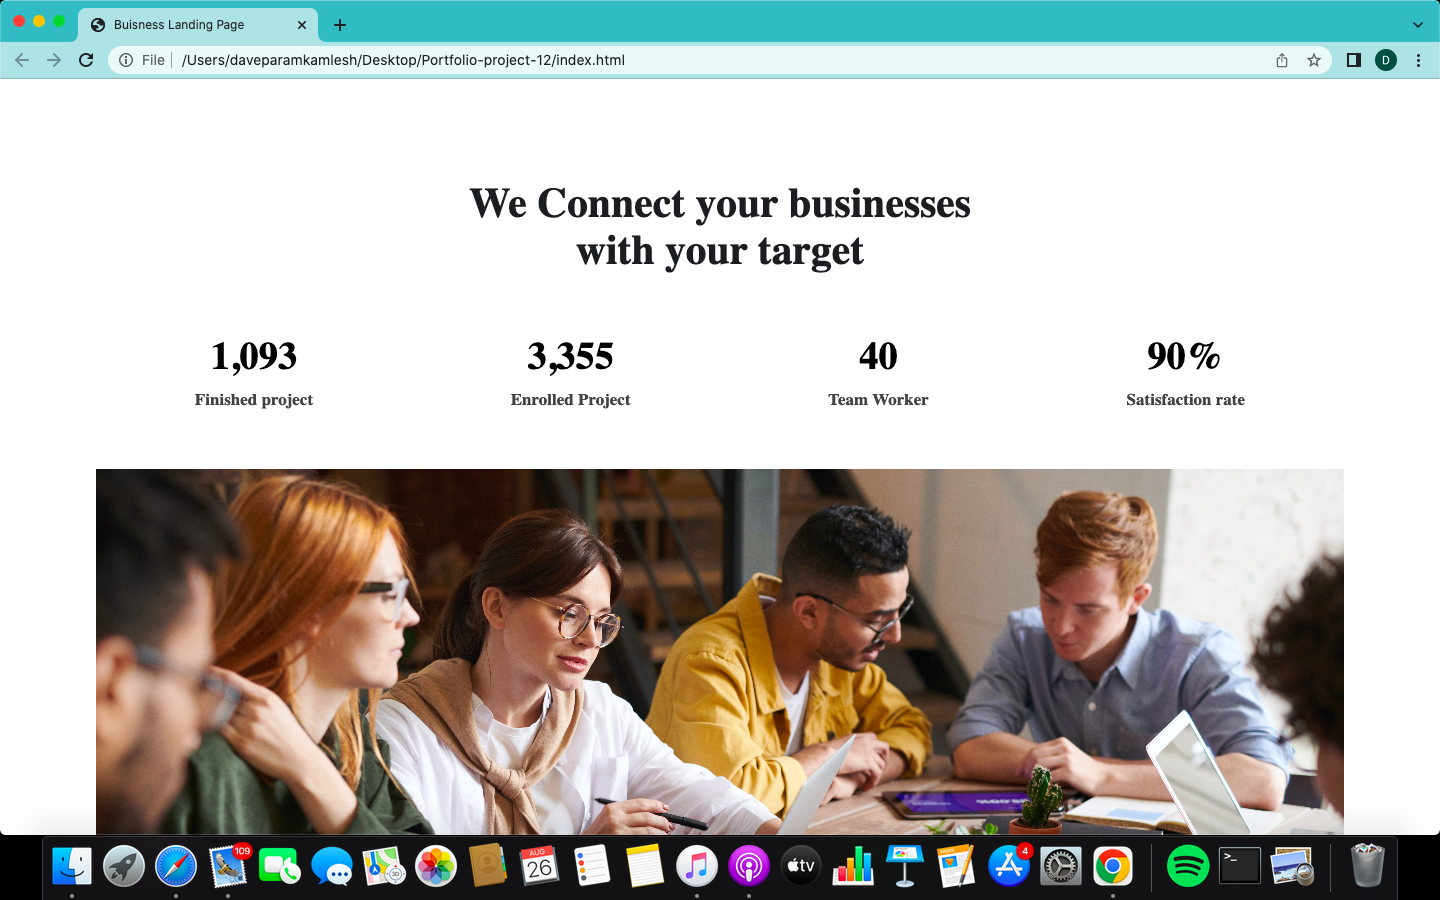 Buisness Landing Page
File
/Users/daveparamkamlesh/Desktop/Portfolio-project-12/index.html
D
We Connect your businesses
with your target
1,093
3,355
40
90%
Finished project
Enrolled Project
Team Worker
Satisfaction rate
109
AUG
26
tv
4
>_